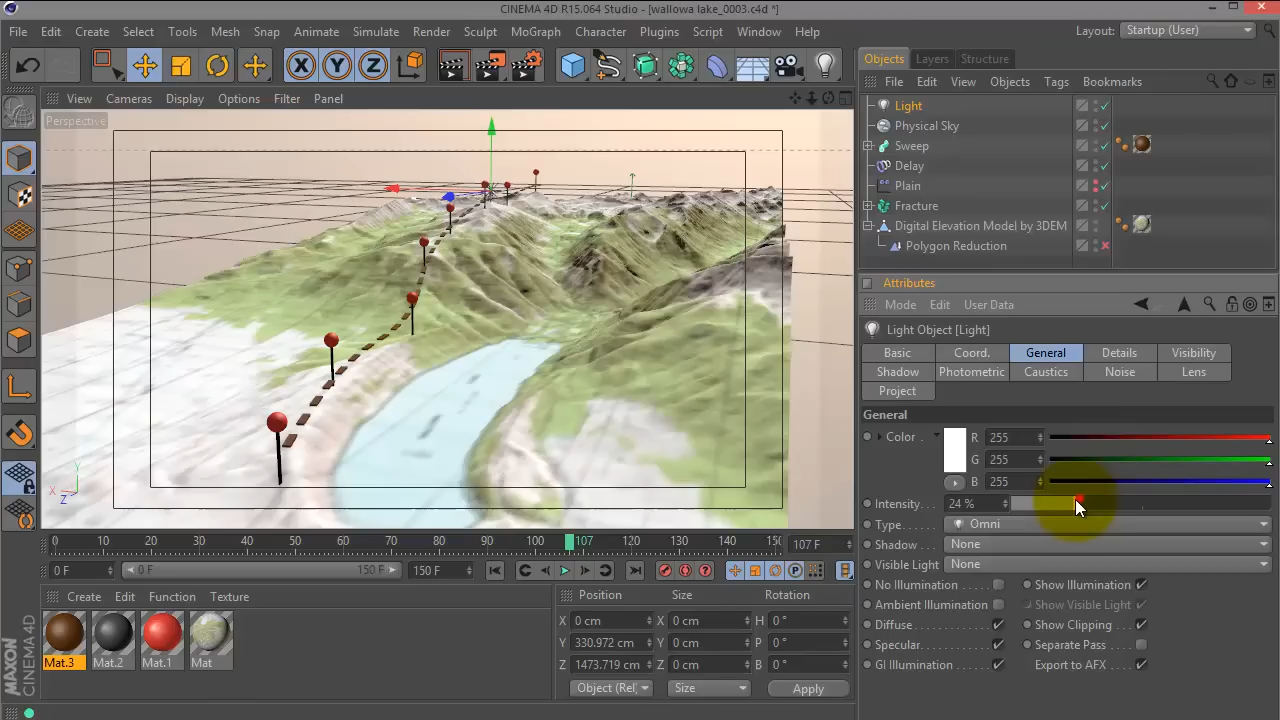 CINEMA 4D R15.064 Studio - [wallowa lake_0003.c4d *]
File Edit Create Select Tools Mesh Snap Animate Simulate Render Sculpt MoGraph Character Plugins Script Window Help
Layout: Startup (User)
Objects Layers Structure
File Edit View Objects Tags Bookmarks
View Cameras Display Options Filter Panel
Perspective
Light
Physical Sky
Sweep
Delay
Plain
Fracture
Digital Elevation Model by 3DEM
Polygon Reduction
Attributes
Mode Edit User Data
Light Object [Light]
Basic Coord. General Details Visibility
Shadow Photometric Caustics Noise Lens
Project
General
Color R 255
G 255
B 255
Intensity 24 %
Type Omni
Shadow None
Visible Light None
No Illumination Show Illumination
Ambient Illumination Show Visible Light
Diffuse Show Clipping
Specular Separate Pass
GI Illumination Export to AFX
X Y Z
Y
X
Z
0 10 20 30 40 50 60 70 80 90 100 107 120 130 140 150 107 F
0 F 0 F 150 F 150 F
Create Edit Function Texture
Mat.3 Mat.2 Mat.1 Mat
Position Size Rotation
X 0 cm X 0 cm H 0 °
Y 330.972 cm Y 0 cm P 0 °
Z 1473.719 cm Z 0 cm B 0 °
Object (Rel) Size Apply
MAXON
CINEMA 4D